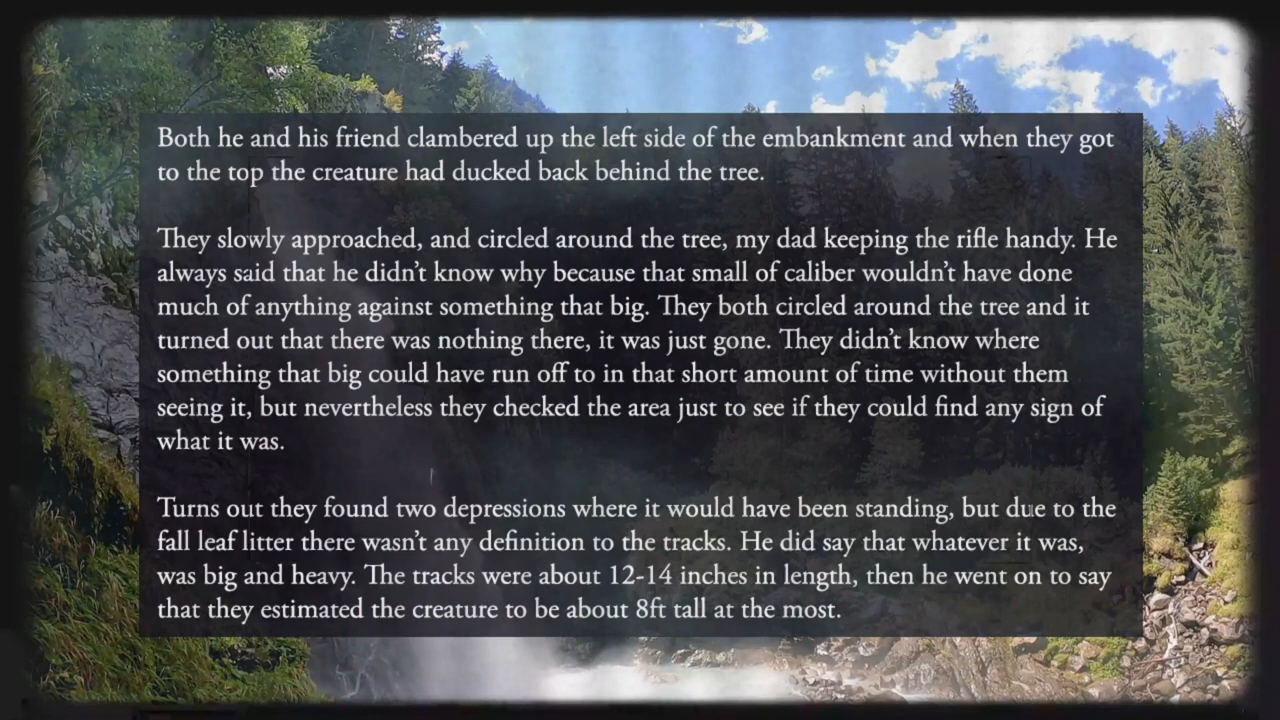 Both he and his friend clambered up the left side of the embankment and when they got
to the top the creature had ducked back behind the tree.
They slowly approached, and circled around the tree, my dad keeping the rifle handy. He
always said that he didn’t know why because that small of caliber wouldn’t have done
much of anything against something that big. They both circled around the tree and it
turned out that there was nothing there, it was just gone. They didn’t know where
something that big could have run off to in that short amount of time without them
seeing it, but nevertheless they checked the area just to see if they could find any sign of
what it was.
Turns out they found two depressions where it would have been standing, but due to the
fall leaf litter there wasn’t any definition to the tracks. He did say that whatever it was,
was big and heavy. The tracks were about 12-14 inches in length, then he went on to say
that they estimated the creature to be about 8ft tall at the most.